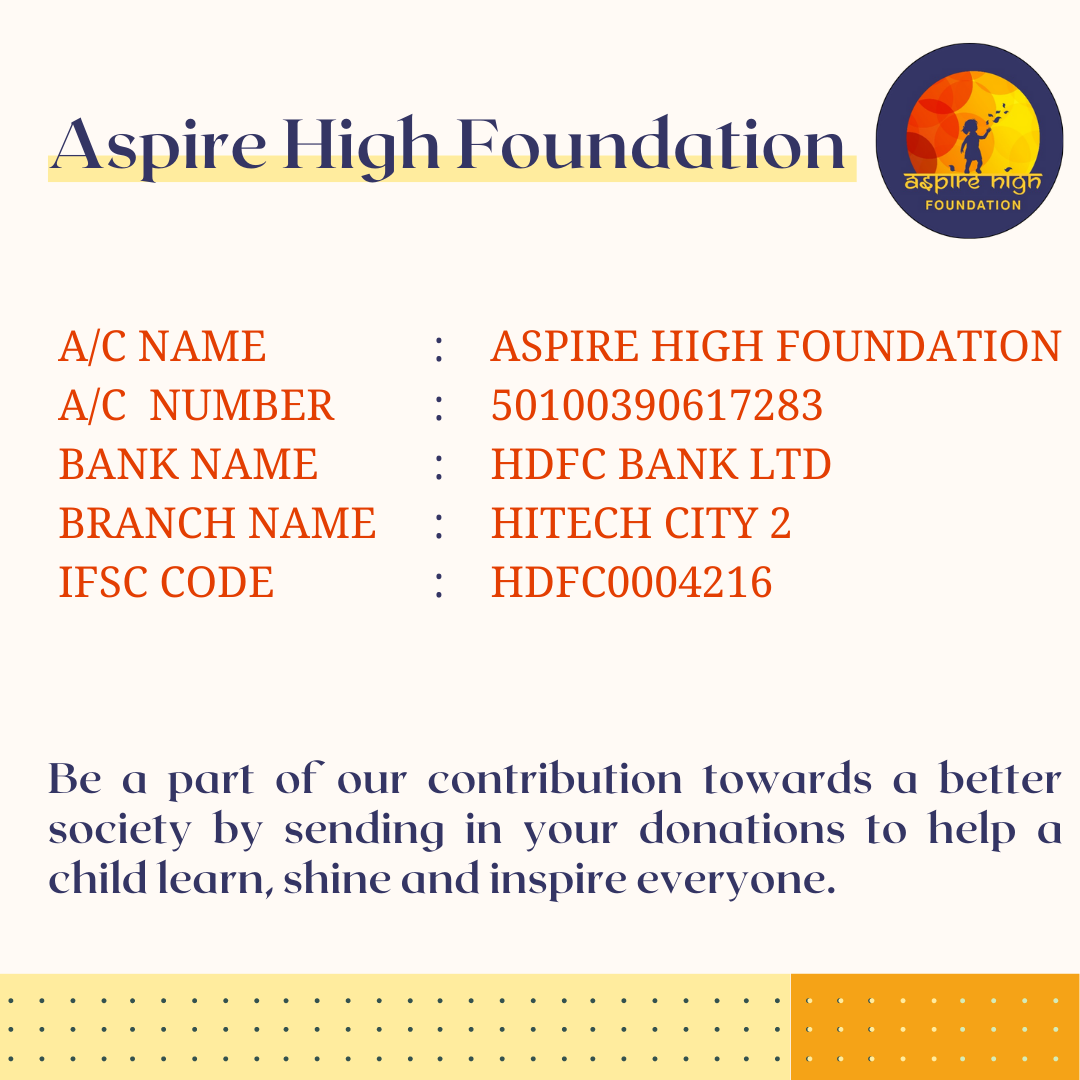 Aspire High Foundation
aspire high
FOUNDATION
A/C NAME : ASPIRE HIGH FOUNDATION
A/C NUMBER : 50100390617283
BANK NAME : HDFC BANK LTD
BRANCH NAME : HITECH CITY 2
IFSC CODE : HDFC0004216
Be a part of our contribution towards a better
society by sending in your donations to help a
child learn, shine and inspire everyone.